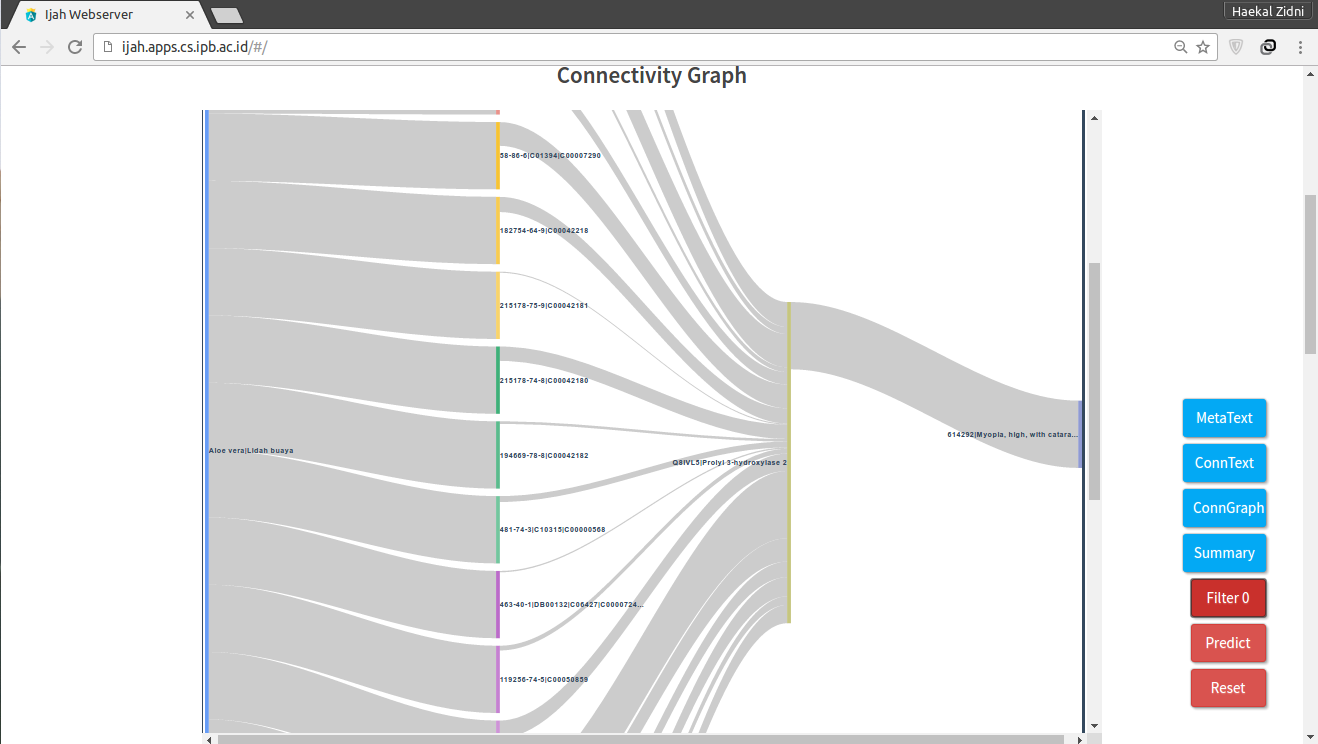 Ijah Webserver
Haekal Zidni
ijah.apps.cs.ipb.ac.id/#/
Connectivity Graph
58-86-6|C01394|C00007290
182754-64-9|C00042218
215178-75-9|C00042181
215178-74-8|C00042180
Aloe vera|Lidah buaya
194669-78-8|C00042182
481-74-3|C10315|C00000568
463-40-1|DB00132|C06427|C0000724...
119256-74-5|C00050859
Q8IVL5|Prolyl 3-hydroxylase 2
614292|Myopia, high, with catara...
MetaText
ConnText
ConnGraph
Summary
Filter 0
Predict
Reset